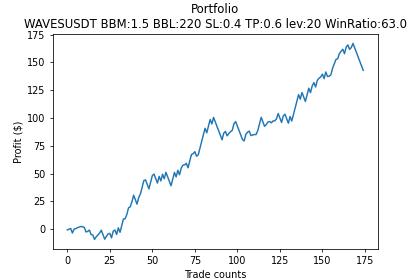 Portfolio
WAVESUSDT BBM:1.5 BBL:220 SL:0.4 TP:0.6 lev:20 WinRatio:63.0
175
150
125
100
75
50
25
0
Profit ($)
0 25 50 75 100 125 150 175
Trade counts